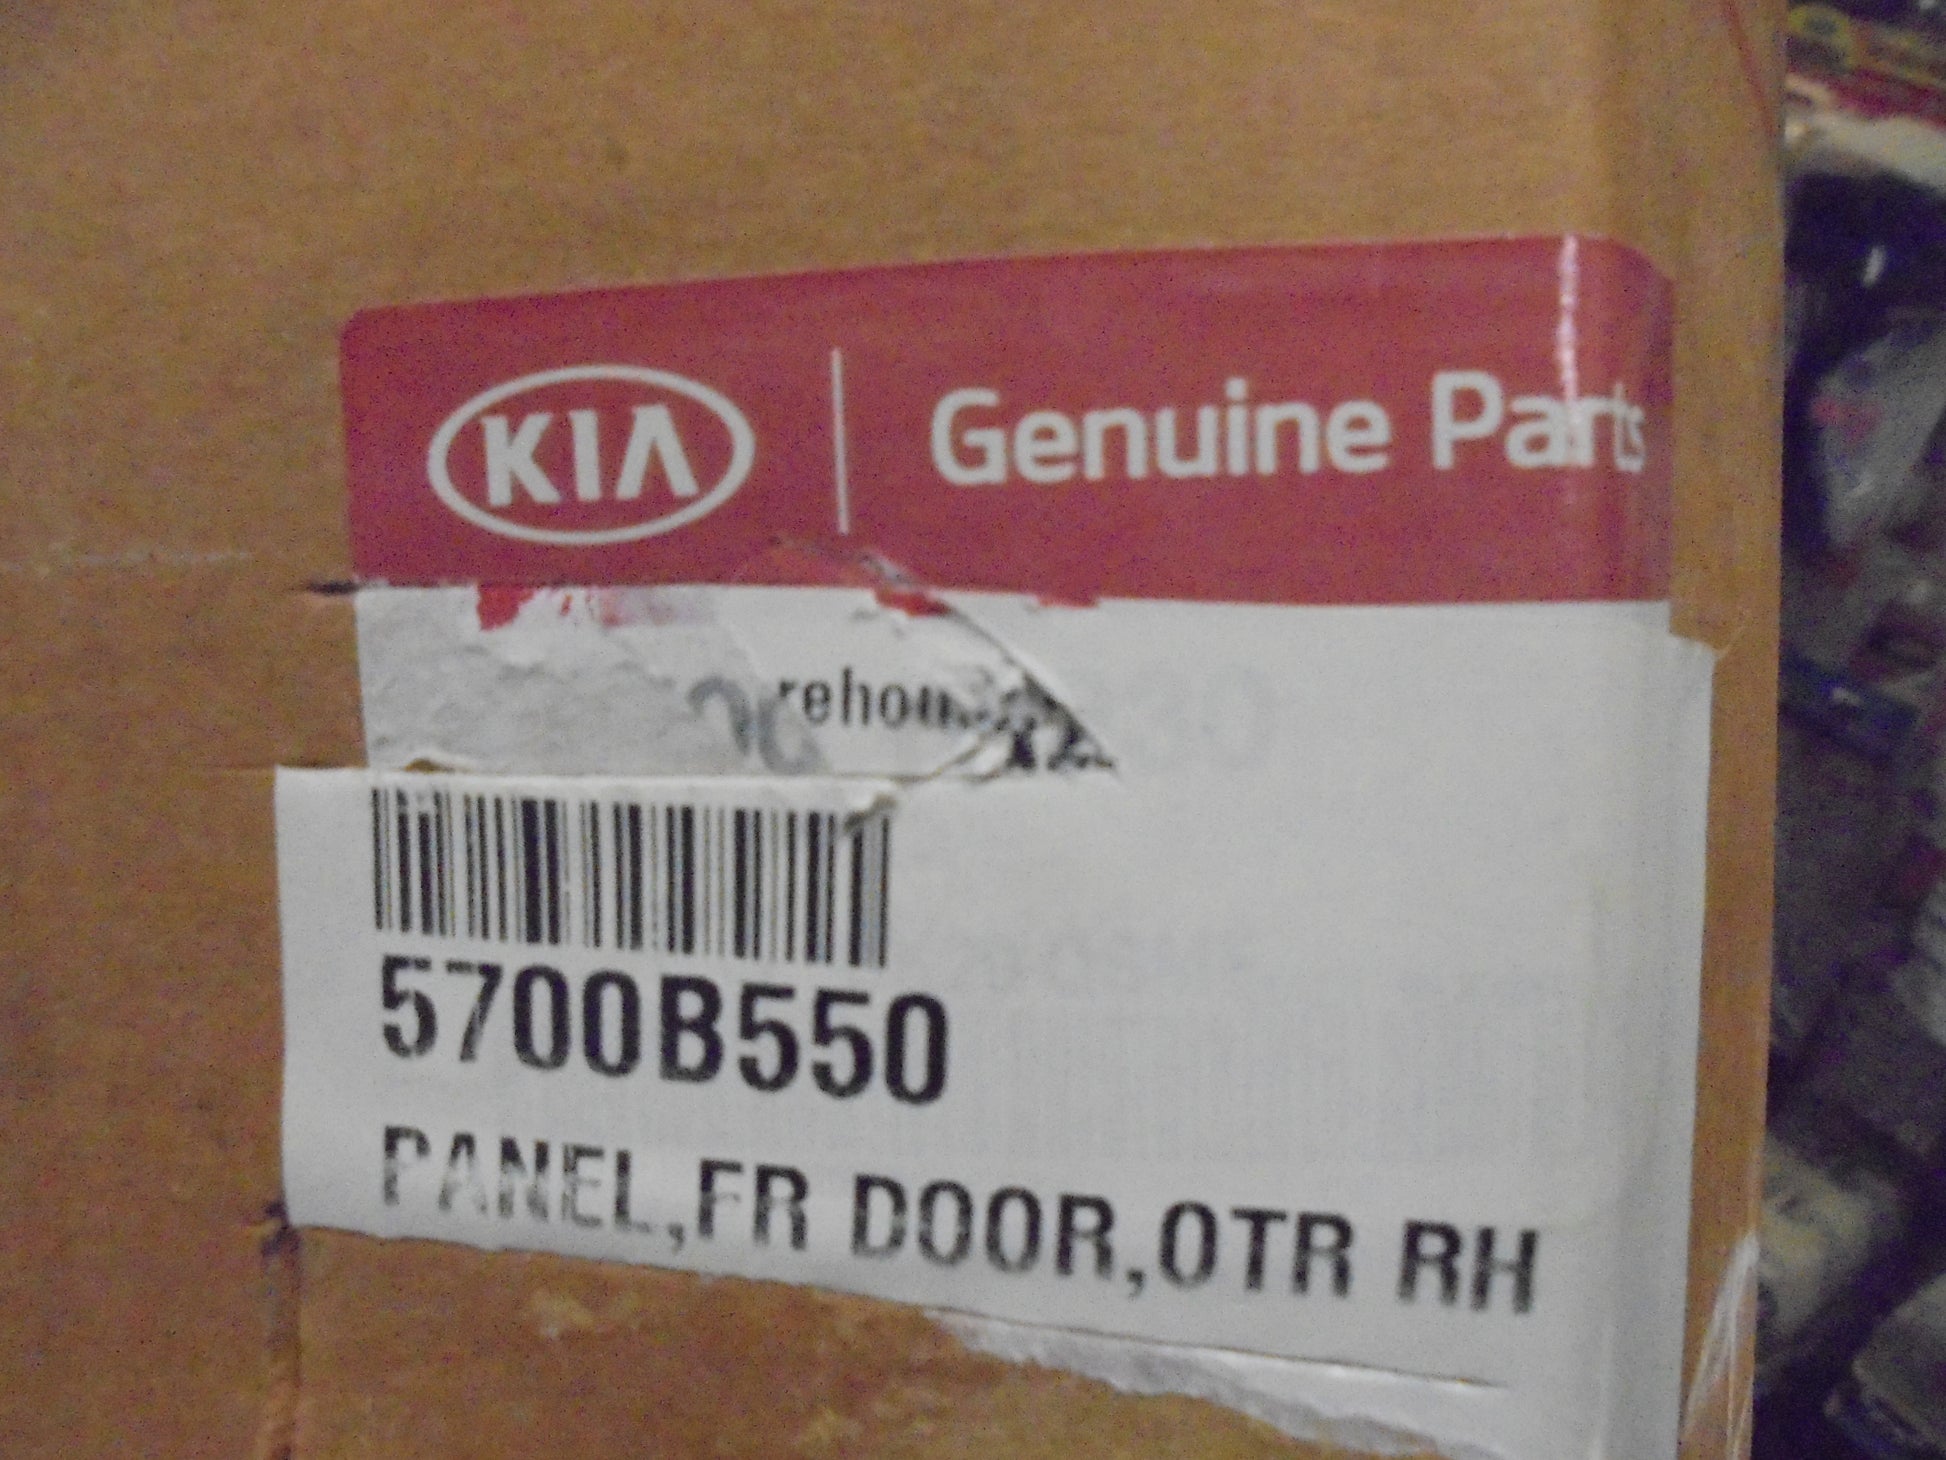 KIA Genuine Parts
5700B550
PANEL,FR DOOR,OTR RH